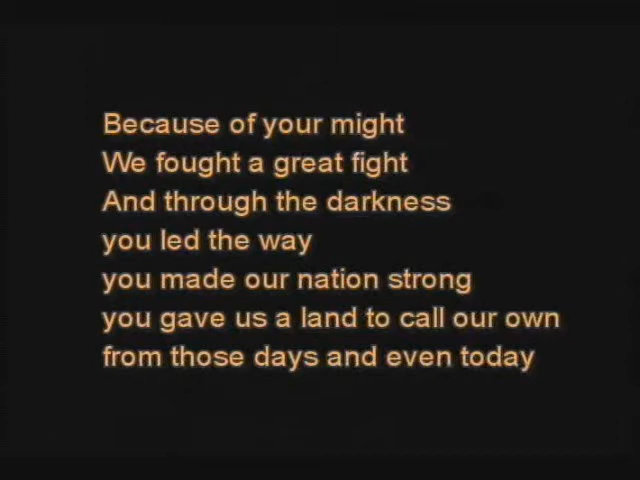 Because of your might
We fought a great fight
And through the darkness
you led the way
you made our nation strong
you gave us a land to call our own
from those days and even today